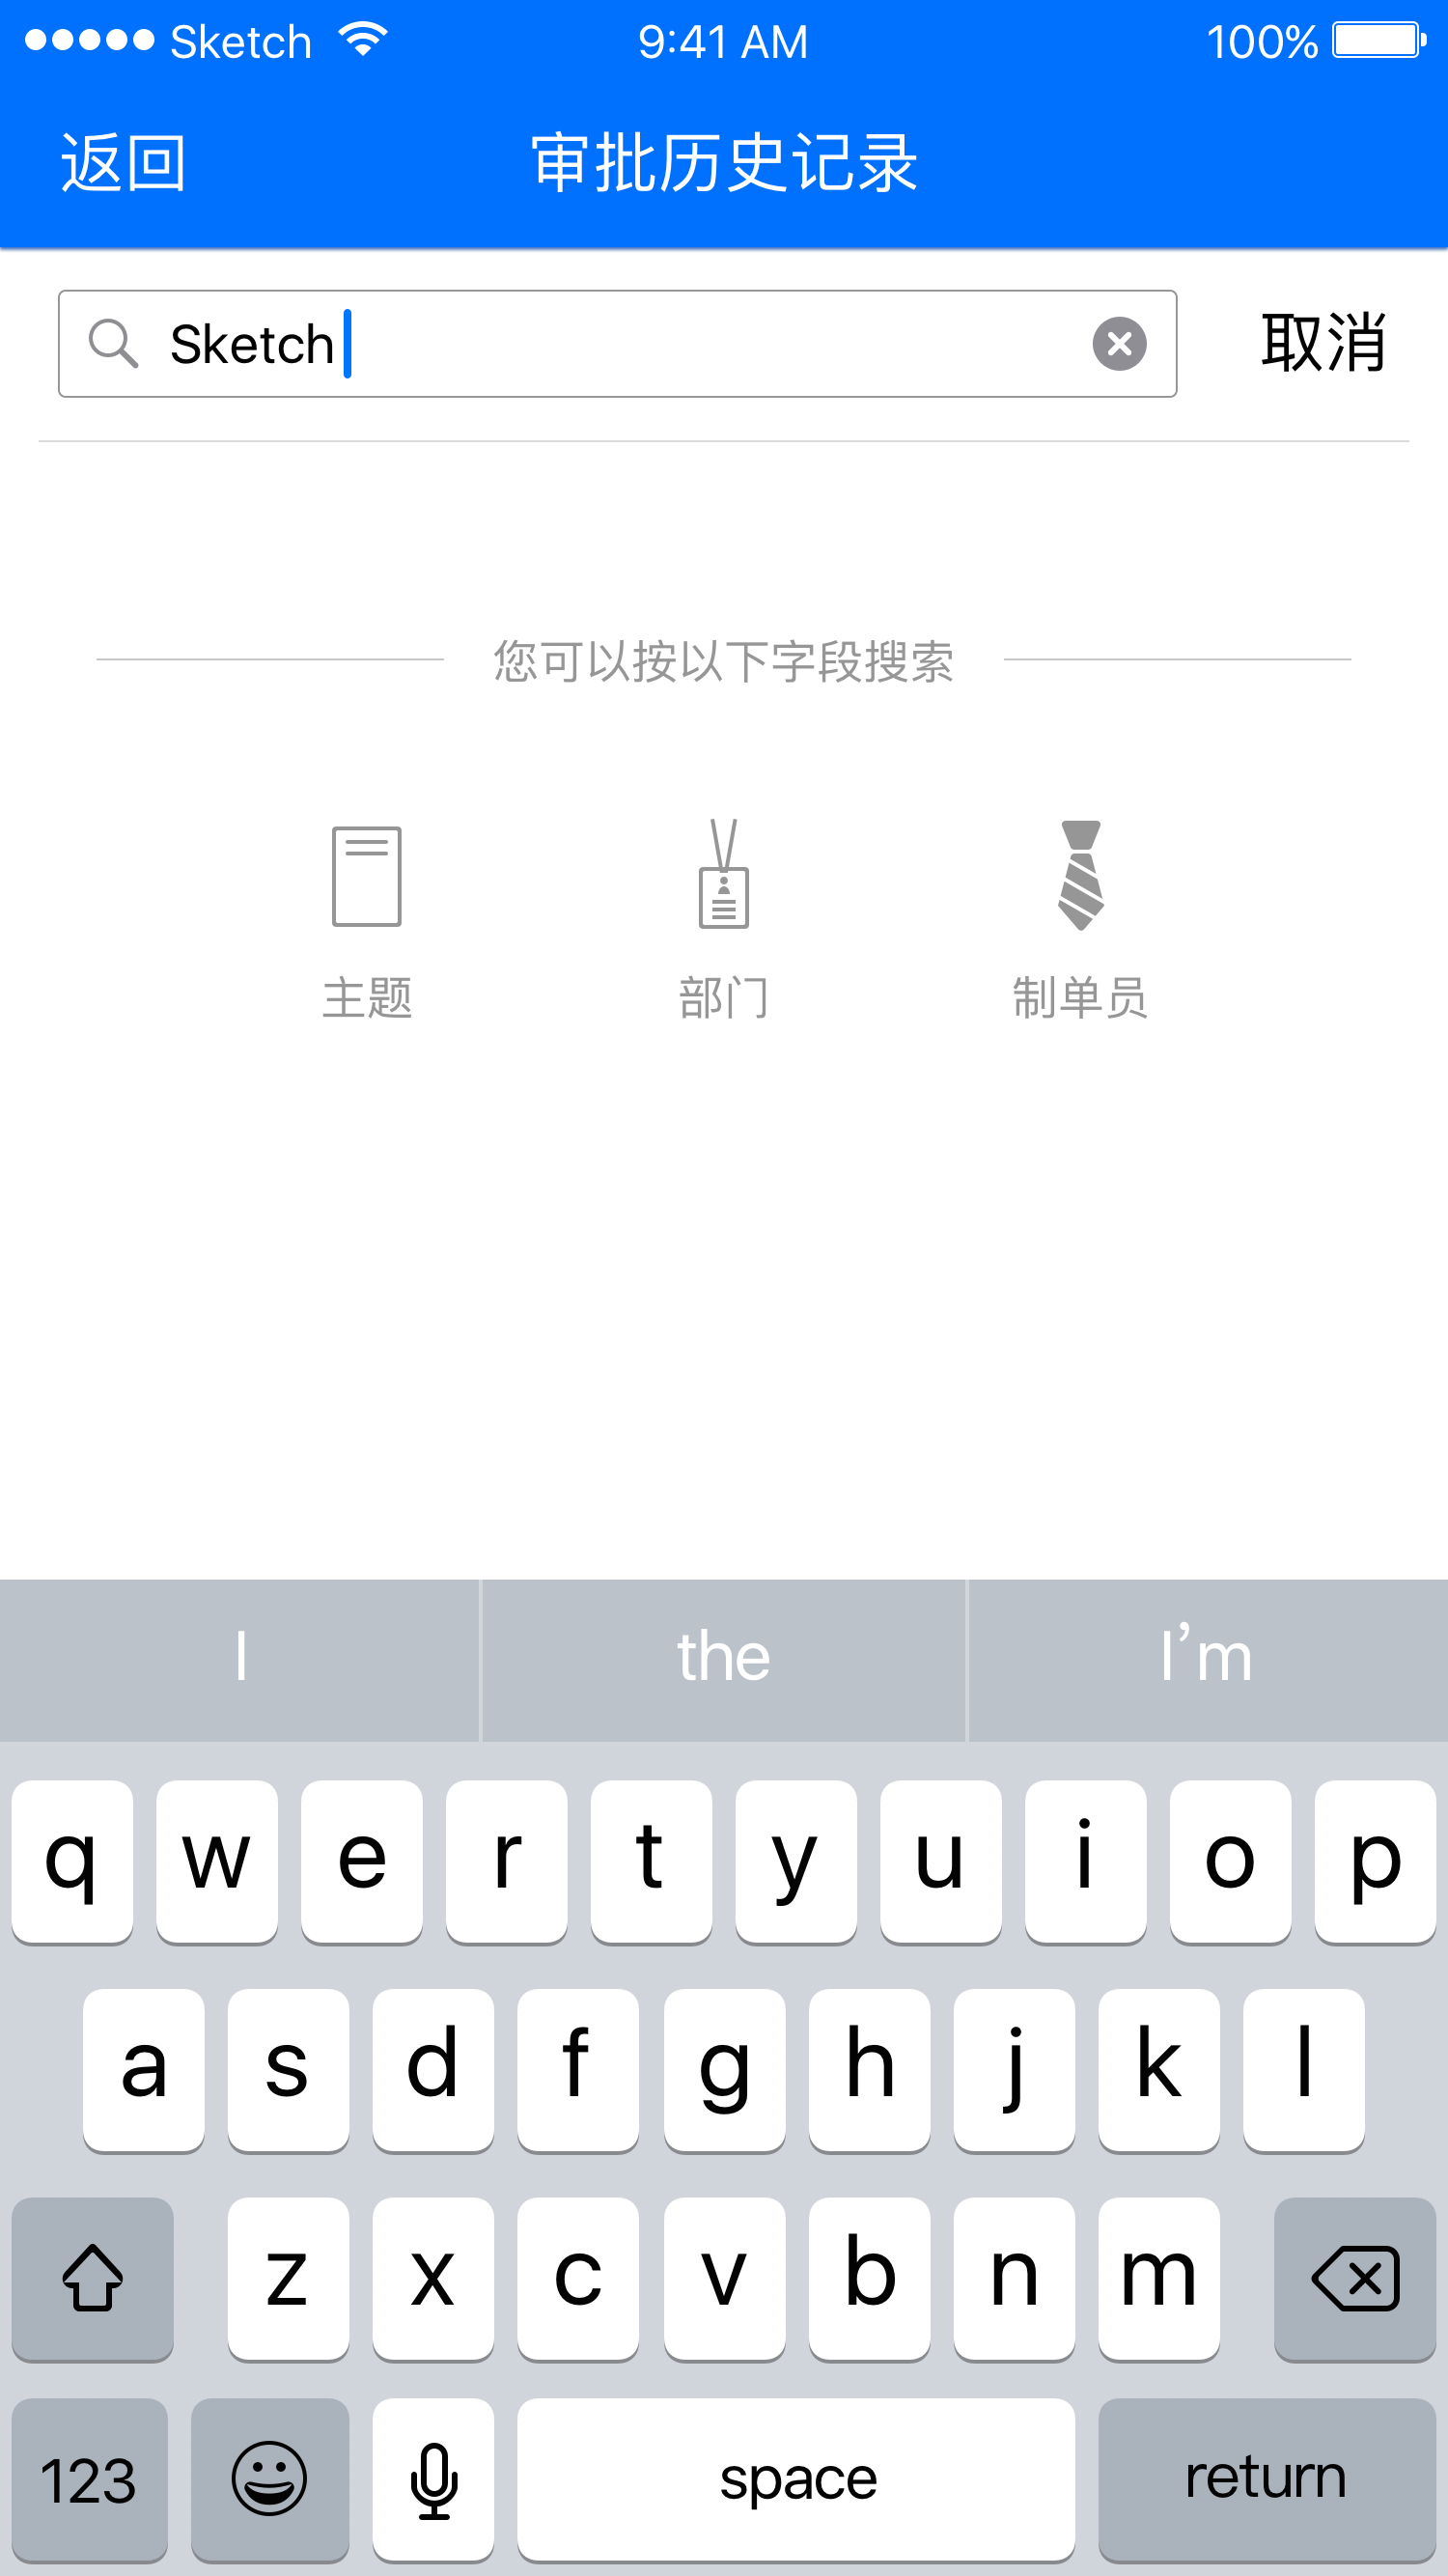 Sketch 9:41 AM 100%
返回 审批历史记录
Sketch 取消
您可以按以下字段搜索
主题 部门 制单员
I the I’m
q w e r t y u i o p
a s d f g h j k l
z x c v b n m
123 space return